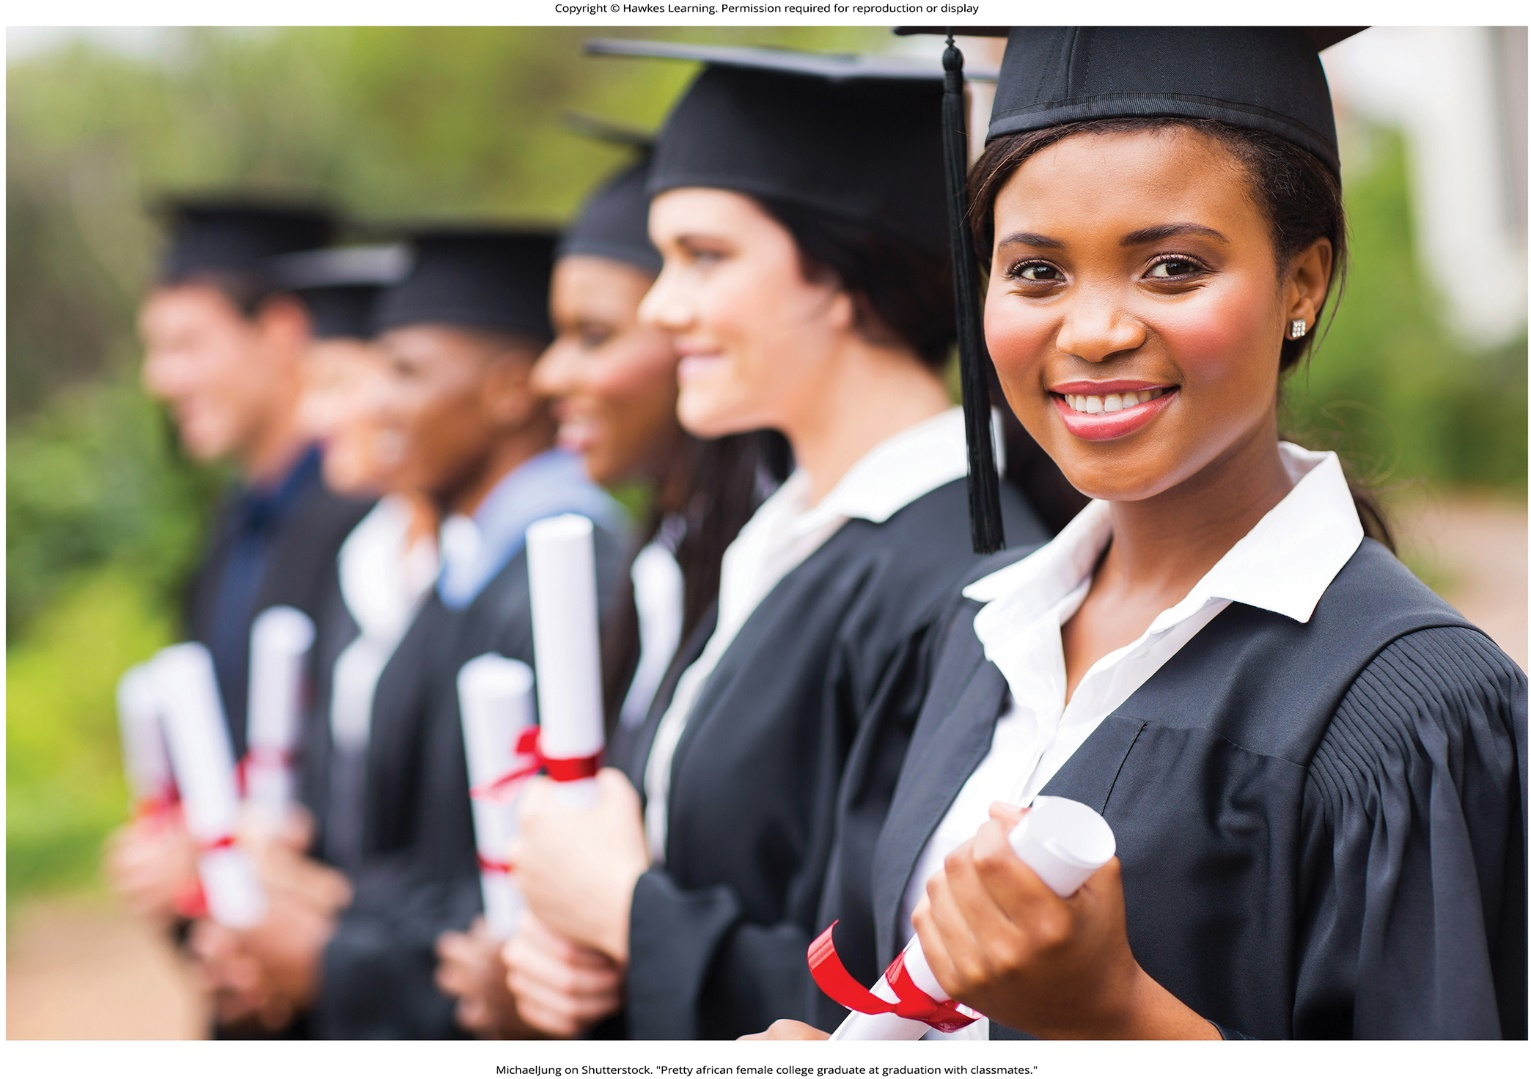 Copyright © Hawkes Learning. Permission required for reproduction or display
MichaelJung on Shutterstock. "Pretty african female college graduate at graduation with classmates."